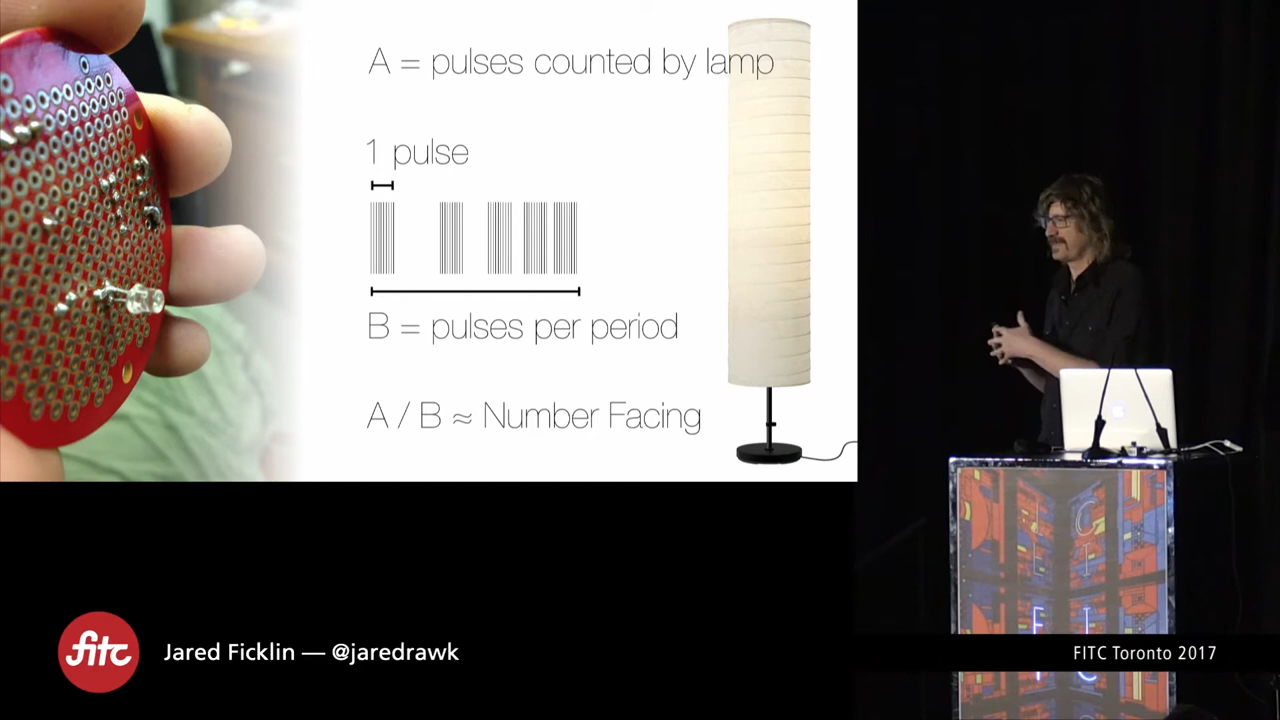 A = pulses counted by lamp
1 pulse
B = pulses per period
A / B ≈ Number Facing
fitc
Jared Ficklin — @jaredrawk
FITC Toronto 2017